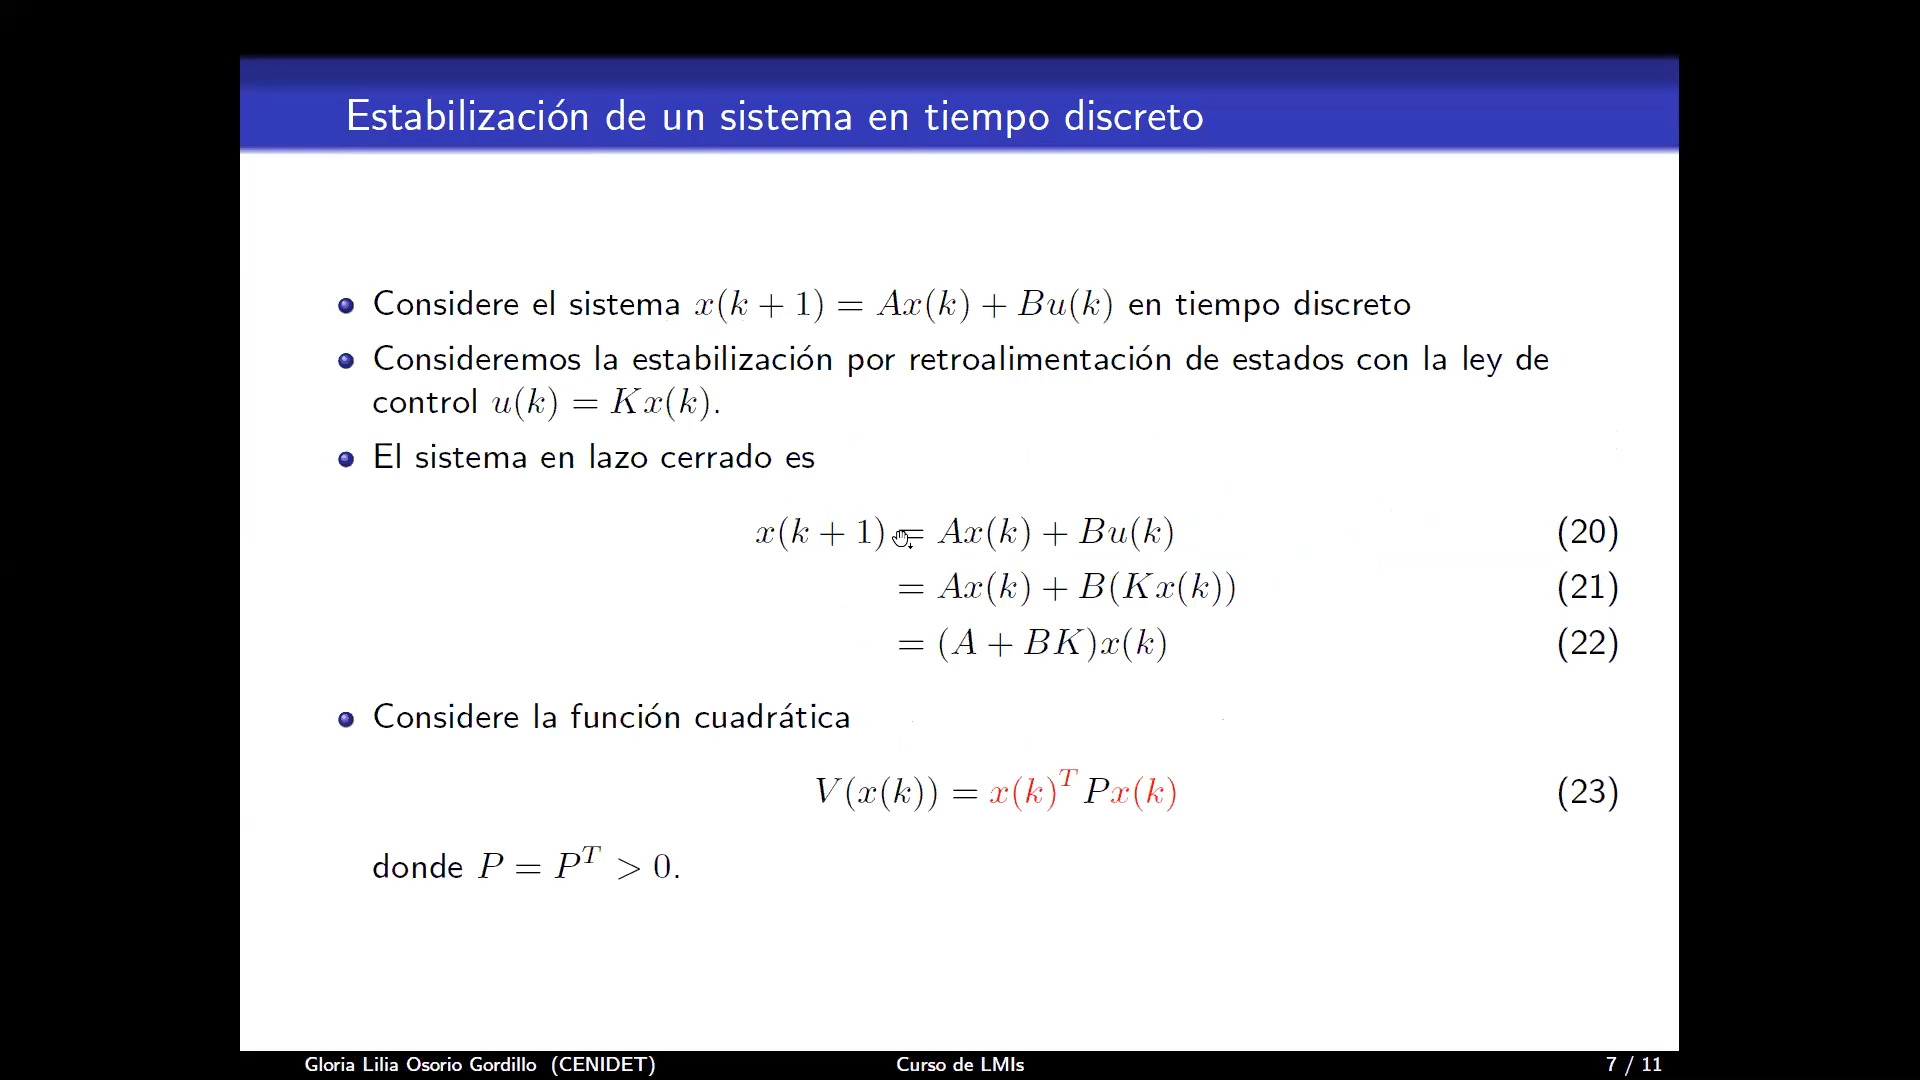 Estabilización de un sistema en tiempo discreto
Considere el sistema x(k + 1) = Ax(k) + Bu(k) en tiempo discreto
Consideremos la estabilización por retroalimentación de estados con la ley de
control u(k) = Kx(k).
El sistema en lazo cerrado es
x(k + 1) = Ax(k) + Bu(k) (20)
= Ax(k) + B(Kx(k)) (21)
= (A + BK)x(k) (22)
Considere la función cuadrática
V(x(k)) = x(k)^T Px(k) (23)
donde P = P^T > 0.
Gloria Lilia Osorio Gordillo (CENIDET) Curso de LMIs 7 / 11